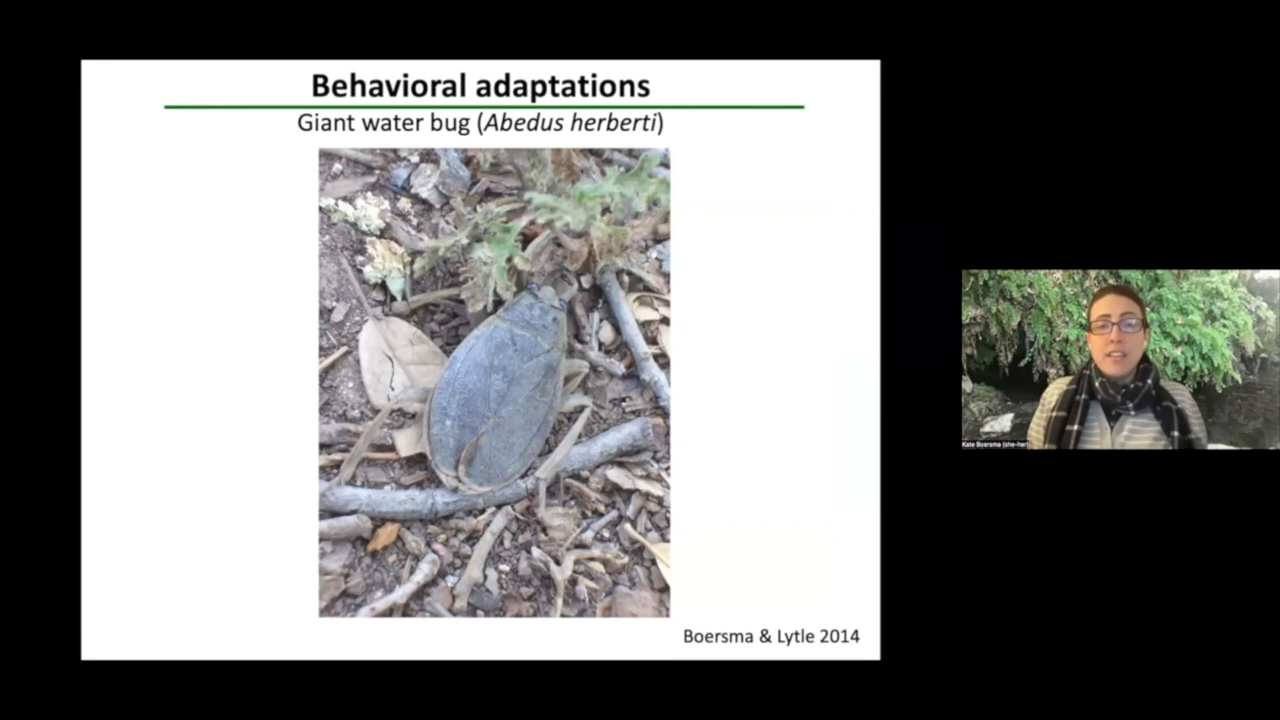 Behavioral adaptations
Giant water bug (Abedus herberti)
Boersma & Lytle 2014
Kate Boersma (she-her)